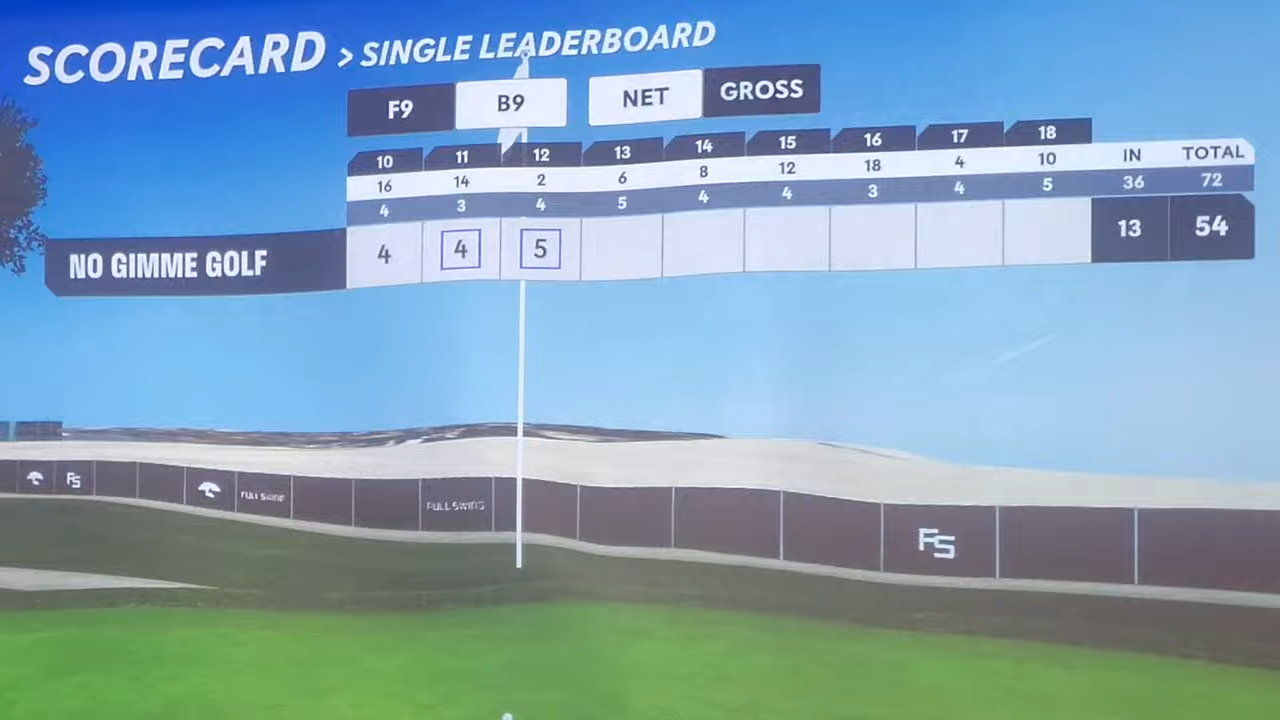 SCORECARD > SINGLE LEADERBOARD
F9 B9 NET GROSS
10 11 12 13 14 15 16 17 18
16 14 2 6 8 12 18 4 10 IN TOTAL
4 3 4 5 4 4 3 4 5 36 72
NO GIMME GOLF 4 4 5 13 54
FS FULL SWING FULL SWING FS